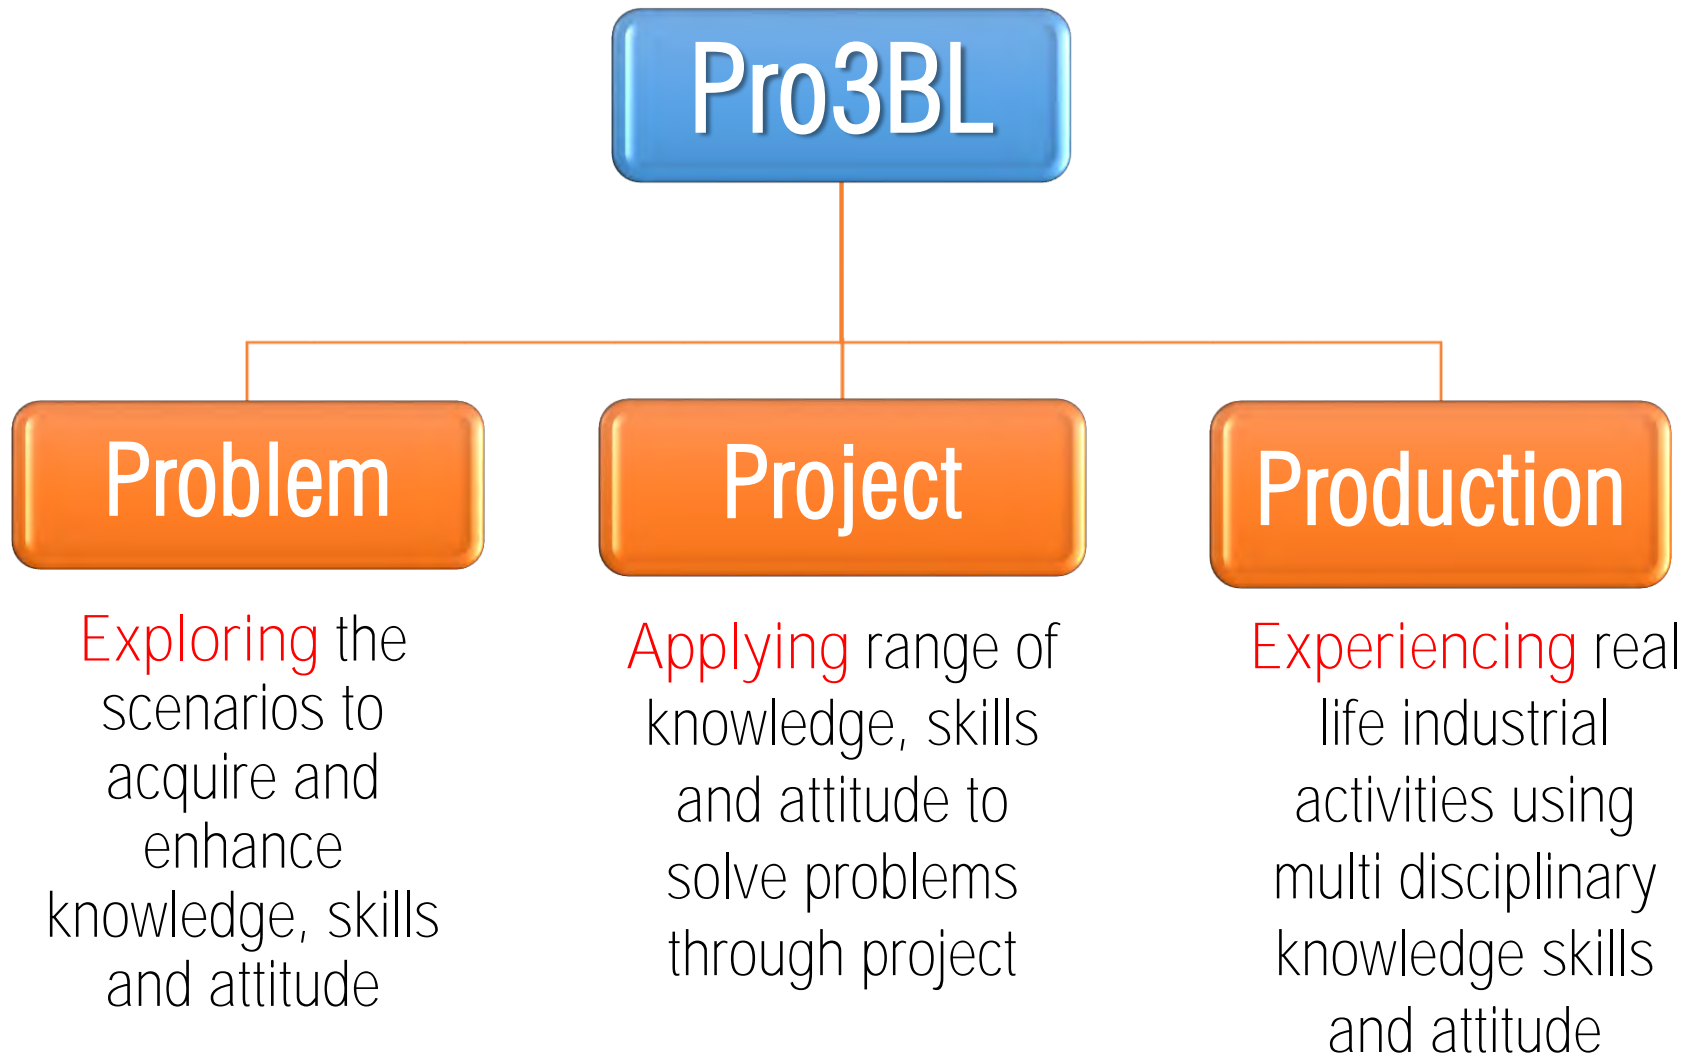 Pro3BL
Problem
Project
Production
Exploring the
scenarios to
acquire and
enhance
knowledge, skills
and attitude
Applying range of
knowledge, skills
and attitude to
solve problems
through project
Experiencing real
life industrial
activities using
multi disciplinary
knowledge skills
and attitude